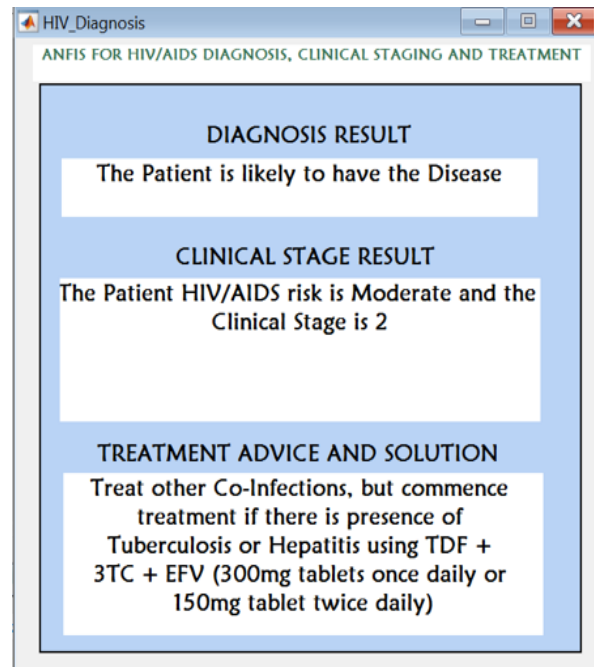 HIV_Diagnosis
ANFIS FOR HIV/AIDS DIAGNOSIS, CLINICAL STAGING AND TREATMENT
DIAGNOSIS RESULT
The Patient is likely to have the Disease
CLINICAL STAGE RESULT
The Patient HIV/AIDS risk is Moderate and the
Clinical Stage is 2
TREATMENT ADVICE AND SOLUTION
Treat other Co-Infections, but commence
treatment if there is presence of
Tuberculosis or Hepatitis using TDF +
3TC + EFV (300mg tablets once daily or
150mg tablet twice daily)